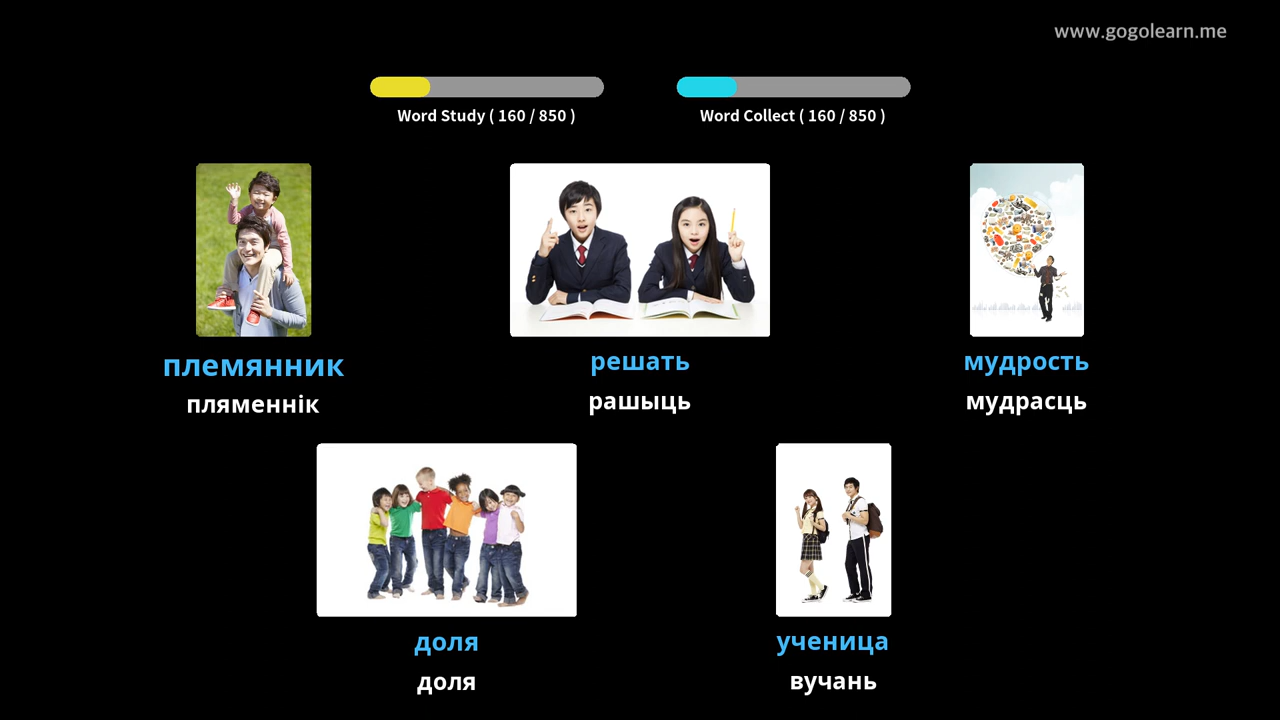 www.gogolearn.me
Word Study ( 160 / 850 )
Word Collect ( 160 / 850 )
племянник
пляменнік
решать
рашыць
мудрость
мудрасць
доля
доля
ученица
вучань